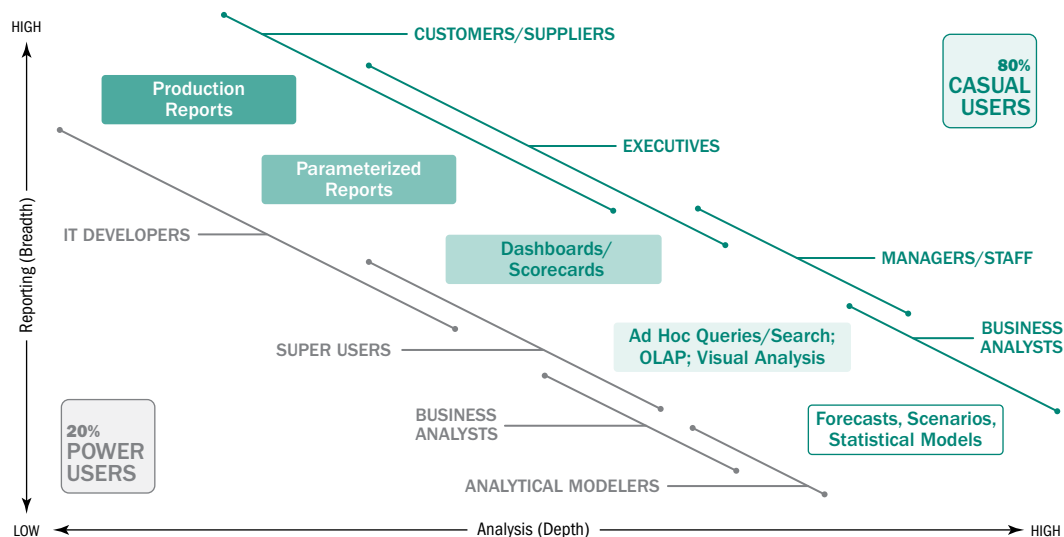 HIGH
CUSTOMERS/SUPPLIERS
80%
CASUAL
USERS
Production
Reports
EXECUTIVES
Parameterized
Reports
IT DEVELOPERS
Dashboards/
Scorecards
MANAGERS/STAFF
Reporting (Breadth)
SUPER USERS
Ad Hoc Queries/Search;
OLAP; Visual Analysis
BUSINESS
ANALYSTS
20%
POWER
USERS
BUSINESS
ANALYSTS
Forecasts, Scenarios,
Statistical Models
ANALYTICAL MODELERS
LOW
Analysis (Depth)
HIGH